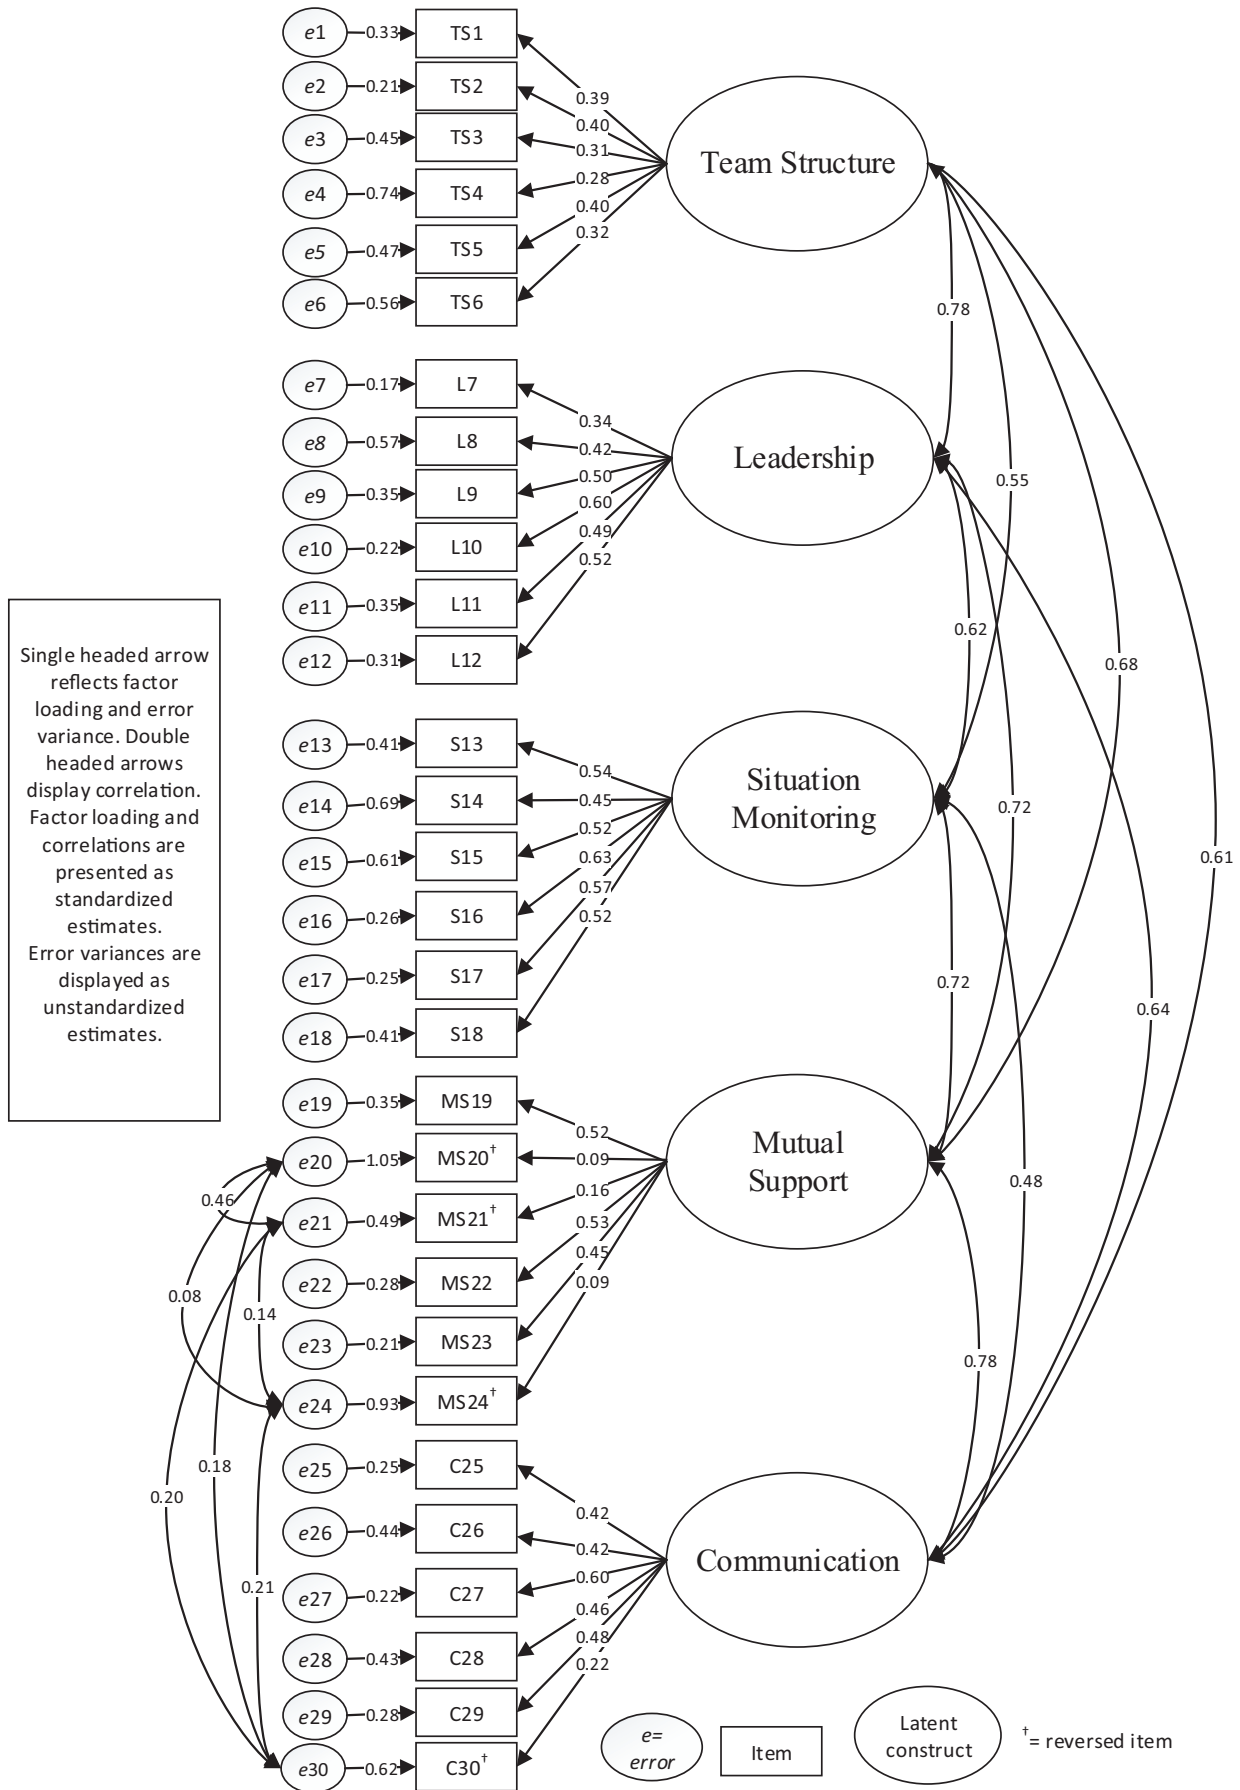 e1 0.33 TS1
e2 0.21 TS2
e3 0.45 TS3
e4 0.74 TS4
e5 0.47 TS5
e6 0.56 TS6
0.39
0.40
0.31
0.28
0.40
0.32
Team Structure
0.78
e7 0.17 L7
e8 0.57 L8
e9 0.35 L9
e10 0.22 L10
e11 0.35 L11
e12 0.31 L12
0.34
0.42
0.50
0.60
0.49
0.52
Leadership
0.55
0.62
0.68
Single headed arrow
reflects factor
loading and error
variance. Double
headed arrows
display correlation.
Factor loading and
correlations are
presented as
standardized
estimates.
Error variances are
displayed as
unstandardized
estimates.
e13 0.41 S13
e14 0.69 S14
e15 0.61 S15
e16 0.26 S16
e17 0.25 S17
e18 0.41 S18
0.54
0.45
0.52
0.63
0.57
0.52
Situation
Monitoring
0.72
0.61
0.72
0.64
e19 0.35 MS19
e20 1.05 MS20†
e21 0.49 MS21†
e22 0.28 MS22
e23 0.21 MS23
e24 0.93 MS24†
0.52
0.09
0.16
0.53
0.45
0.09
Mutual
Support
0.48
0.78
0.46
0.08
0.14
0.18
0.20
0.21
e25 0.25 C25
e26 0.44 C26
e27 0.22 C27
e28 0.43 C28
e29 0.28 C29
e30 0.62 C30†
0.42
0.42
0.60
0.46
0.48
0.22
Communication
e=
error
Item
Latent
construct
†= reversed item